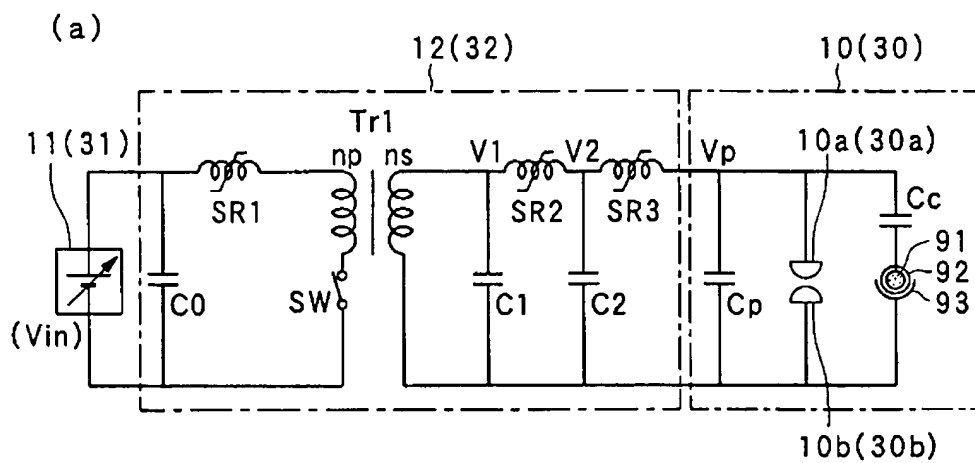 (a)
12(32)
10(30)
11(31)
Tr1
10a(30a)
np ns
V1
V2
Vp
SR1
SR2
SR3
Cc
91
92
93
SW
C0
C1
C2
Cp
(Vin)
10b(30b)